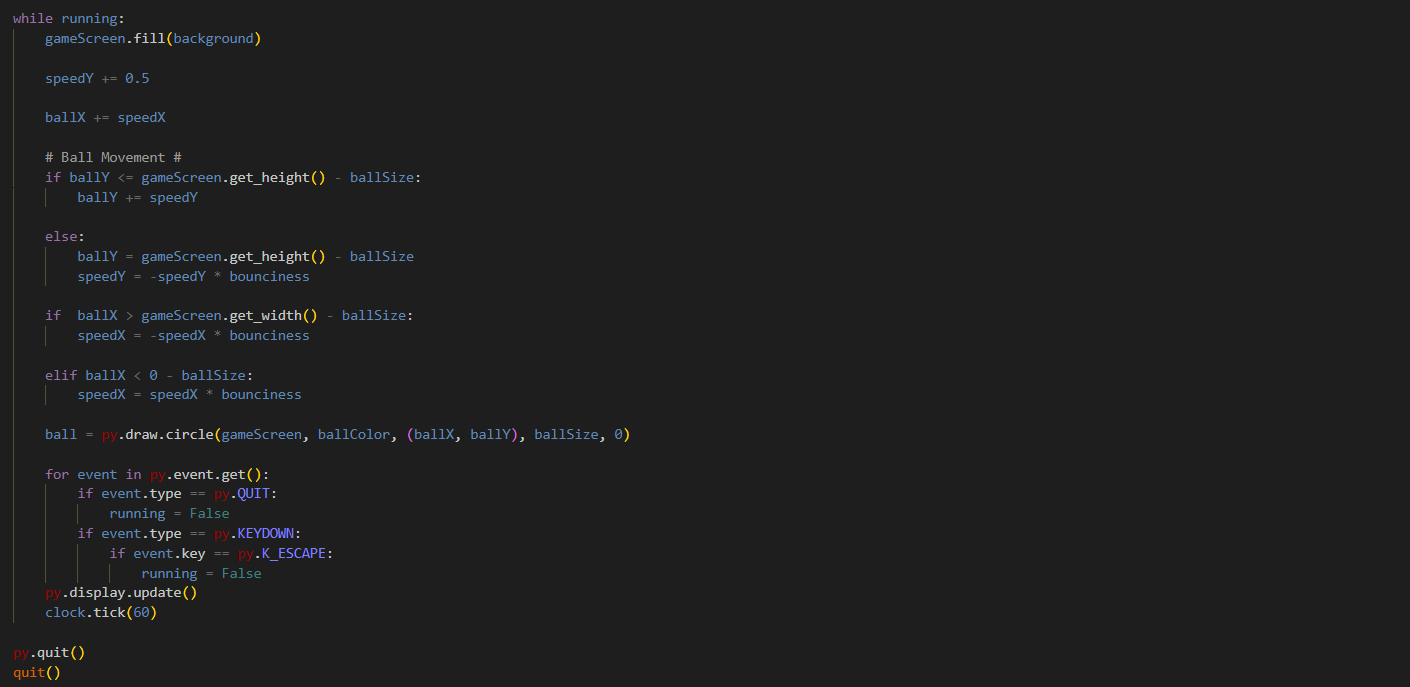 while running:
    gameScreen.fill(background)

    speedY += 0.5

    ballX += speedX

    # Ball Movement #
    if ballY <= gameScreen.get_height() - ballSize:
        ballY += speedY

    else:
        ballY = gameScreen.get_height() - ballSize
        speedY = -speedY * bounciness

    if  ballX > gameScreen.get_width() - ballSize:
        speedX = -speedX * bounciness

    elif ballX < 0 - ballSize:
        speedX = speedX * bounciness

    ball = py.draw.circle(gameScreen, ballColor, (ballX, ballY), ballSize, 0)

    for event in py.event.get():
        if event.type == py.QUIT:
            running = False
        if event.type == py.KEYDOWN:
            if event.key == py.K_ESCAPE:
                running = False
    py.display.update()
    clock.tick(60)

py.quit()
quit()